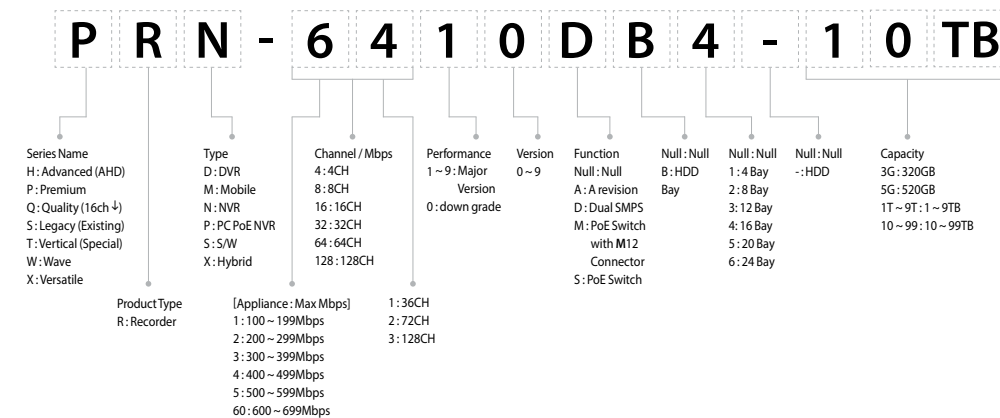 P R N - 6 4 1 0 D B 4 - 1 0 TB
Series Name
H : Advanced (AHD)
P : Premium
Q : Quality (16ch ↓)
S : Legacy (Existing)
T : Vertical (Special)
W : Wave
X : Versatile
Product Type
R : Recorder
Type
D : DVR
M : Mobile
N : NVR
P : PC PoE NVR
S : S/W
X : Hybrid
Channel / Mbps
4 : 4CH
8 : 8CH
16 : 16CH
32 : 32CH
64 : 64CH
128 : 128CH
[Appliance : Max Mbps]
1 : 100 ~ 199Mbps
2 : 200 ~ 299Mbps
3 : 300 ~ 399Mbps
4 : 400 ~ 499Mbps
5 : 500 ~ 599Mbps
60 : 600 ~ 699Mbps
1 : 36CH
2 : 72CH
3 : 128CH
Performance
1 ~ 9 : Major
Version
0 : down grade
Version
0 ~ 9
Function
Null : Null
A : A revision
D : Dual SMPS
M : PoE Switch
with M12
Connector
S : PoE Switch
Null : Null
B : HDD
Bay
Null : Null
1 : 4 Bay
2 : 8 Bay
3 : 12 Bay
4 : 16 Bay
5 : 20 Bay
6 : 24 Bay
Null : Null
- : HDD
Capacity
3G : 320GB
5G : 520GB
1T ~ 9T : 1 ~ 9TB
10 ~ 99 : 10 ~ 99TB